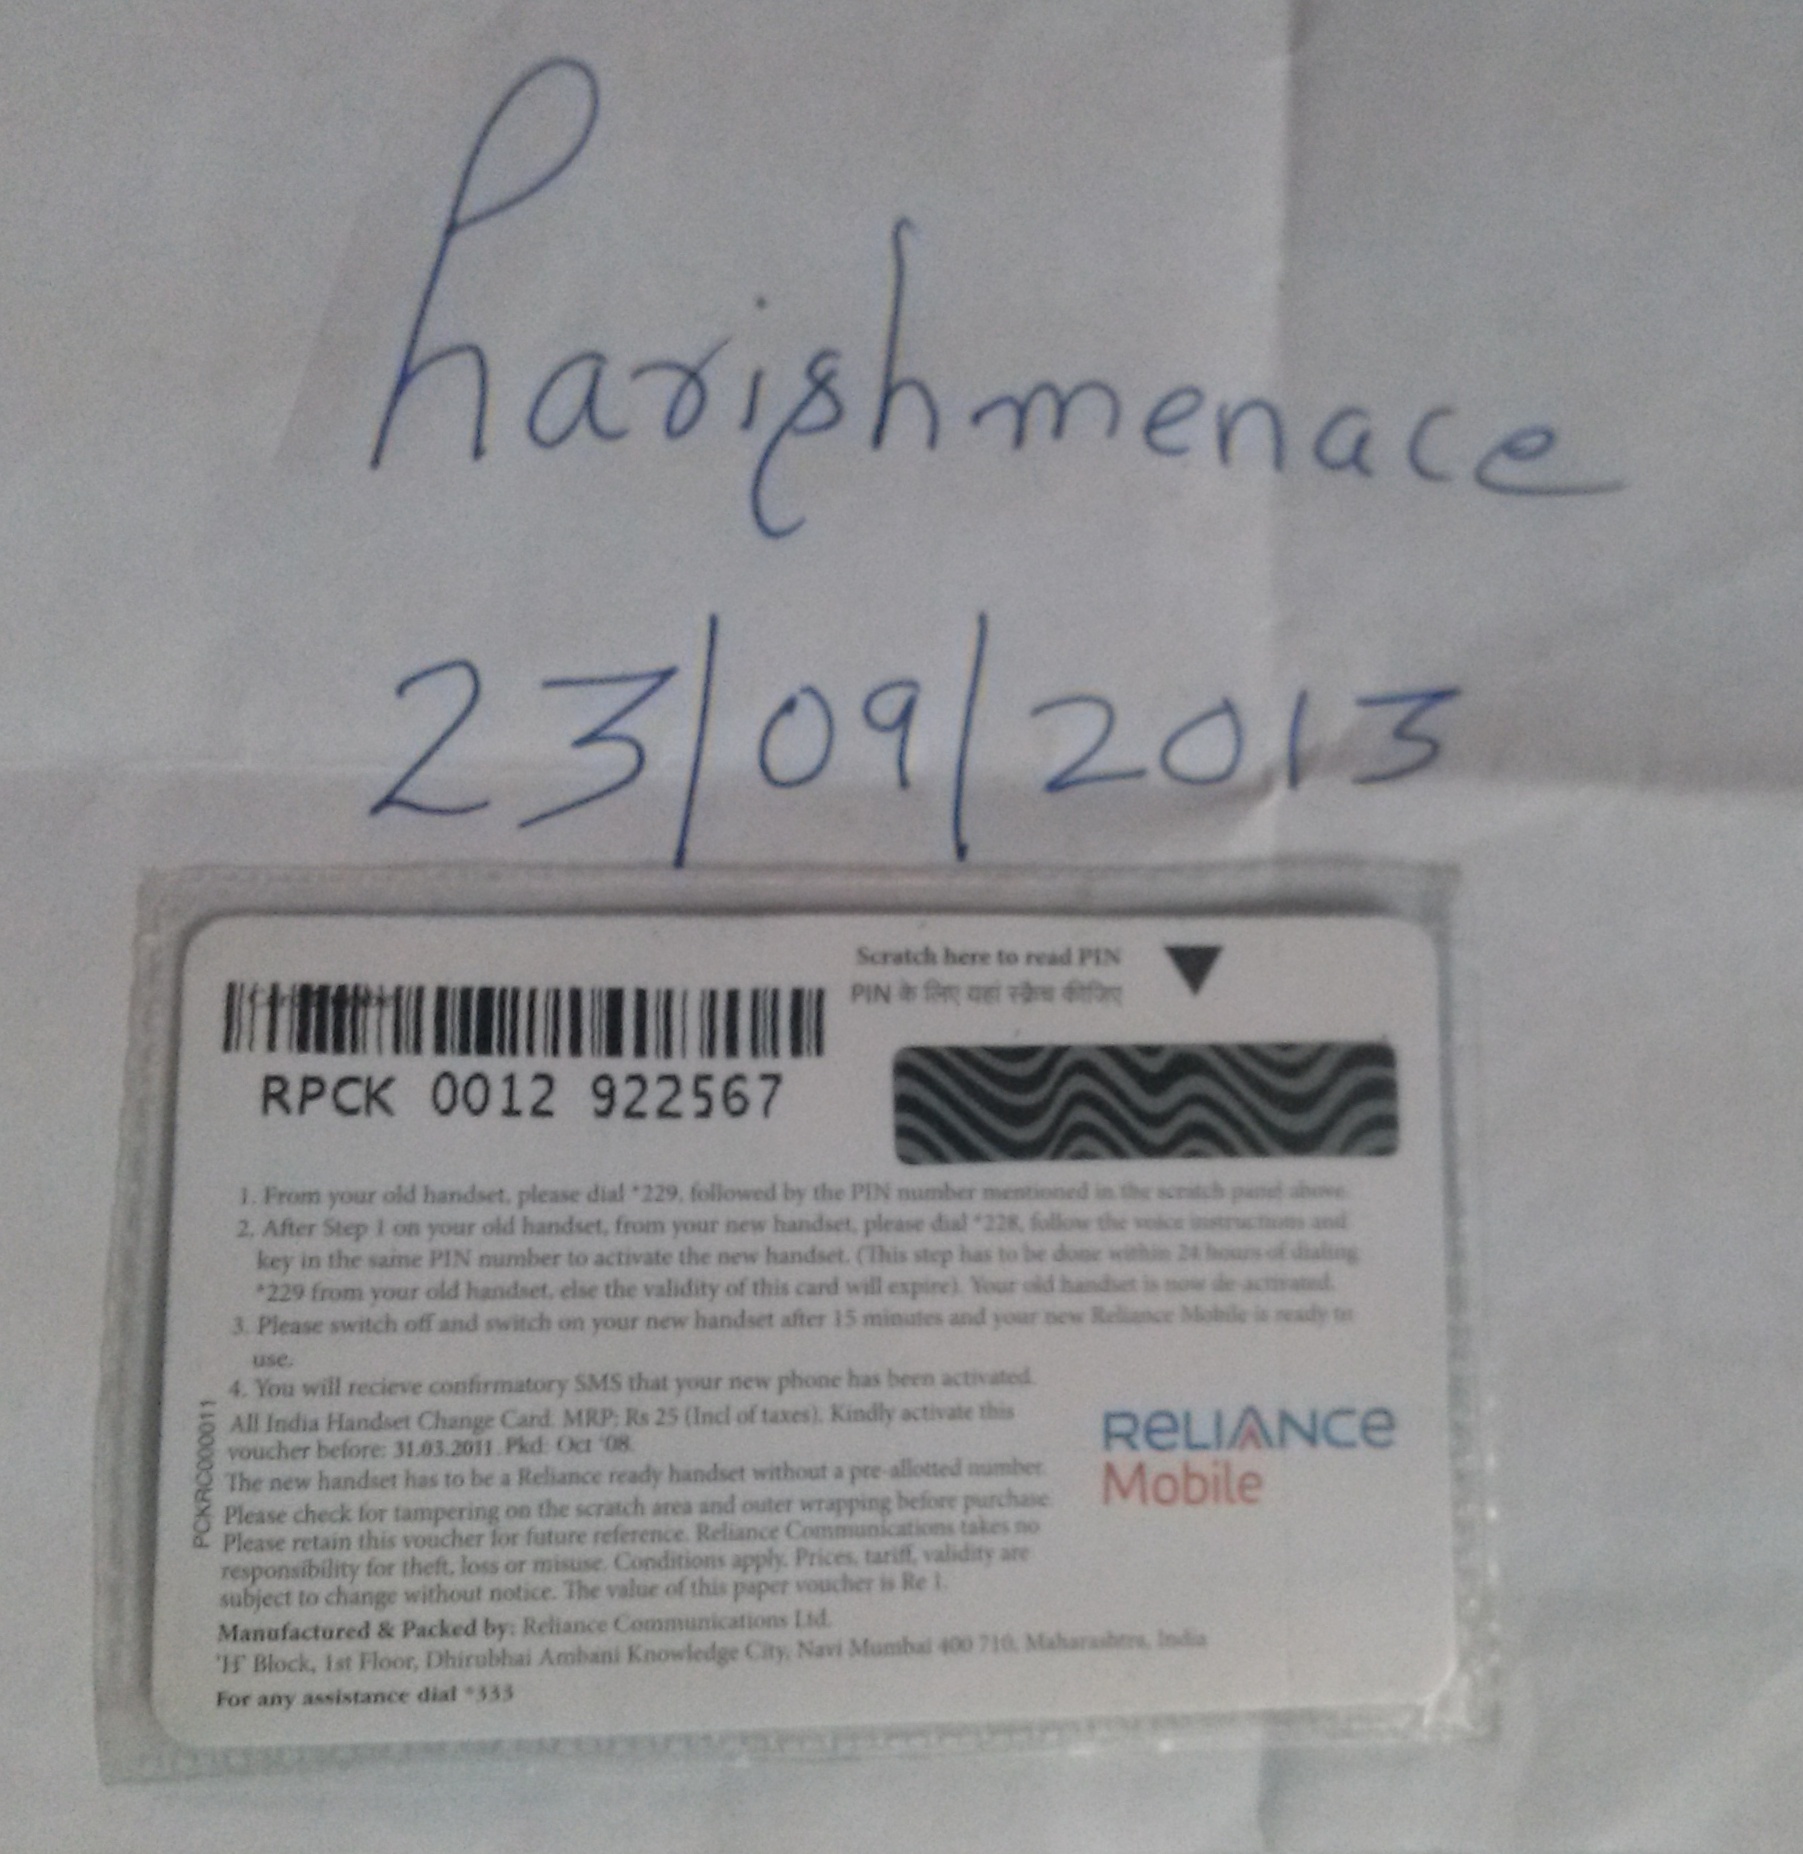 harishmenace
23/09/2013
Scratch here to read PIN
PIN के लिए यहां स्क्रैच कीजिए
RPCK 0012 922567
1. From your old handset, please dial *229, followed by the PIN number mentioned in the scratch panel above.
2. After Step 1 on your old handset, from your new handset, please dial *228, follow the voice instructions and
key in the same PIN number to activate the new handset. (This step has to be done within 24 hours of dialing
*229 from your old handset, else the validity of this card will expire). Your old handset is now de-activated.
3. Please switch off and switch on your new handset after 15 minutes and your new Reliance Mobile is ready to
use.
4. You will recieve confirmatory SMS that your new phone has been activated.
All India Handset Change Card. MRP: Rs 25 (Incl of taxes). Kindly activate this
voucher before: 31.03.2011. Pkd: Oct '08.
The new handset has to be a Reliance ready handset without a pre-allotted number.
Please check for tampering on the scratch area and outer wrapping before purchase.
Please retain this voucher for future reference. Reliance Communications takes no
responsibility for theft, loss or misuse. Conditions apply. Prices, tariff, validity are
subject to change without notice. The value of this paper voucher is Re 1.
Manufactured & Packed by: Reliance Communications Ltd.
'H' Block, 1st Floor, Dhirubhai Ambani Knowledge City, Navi Mumbai 400 710, Maharashtra, India
For any assistance dial *333
PCKRC000011
RELIANCE
Mobile